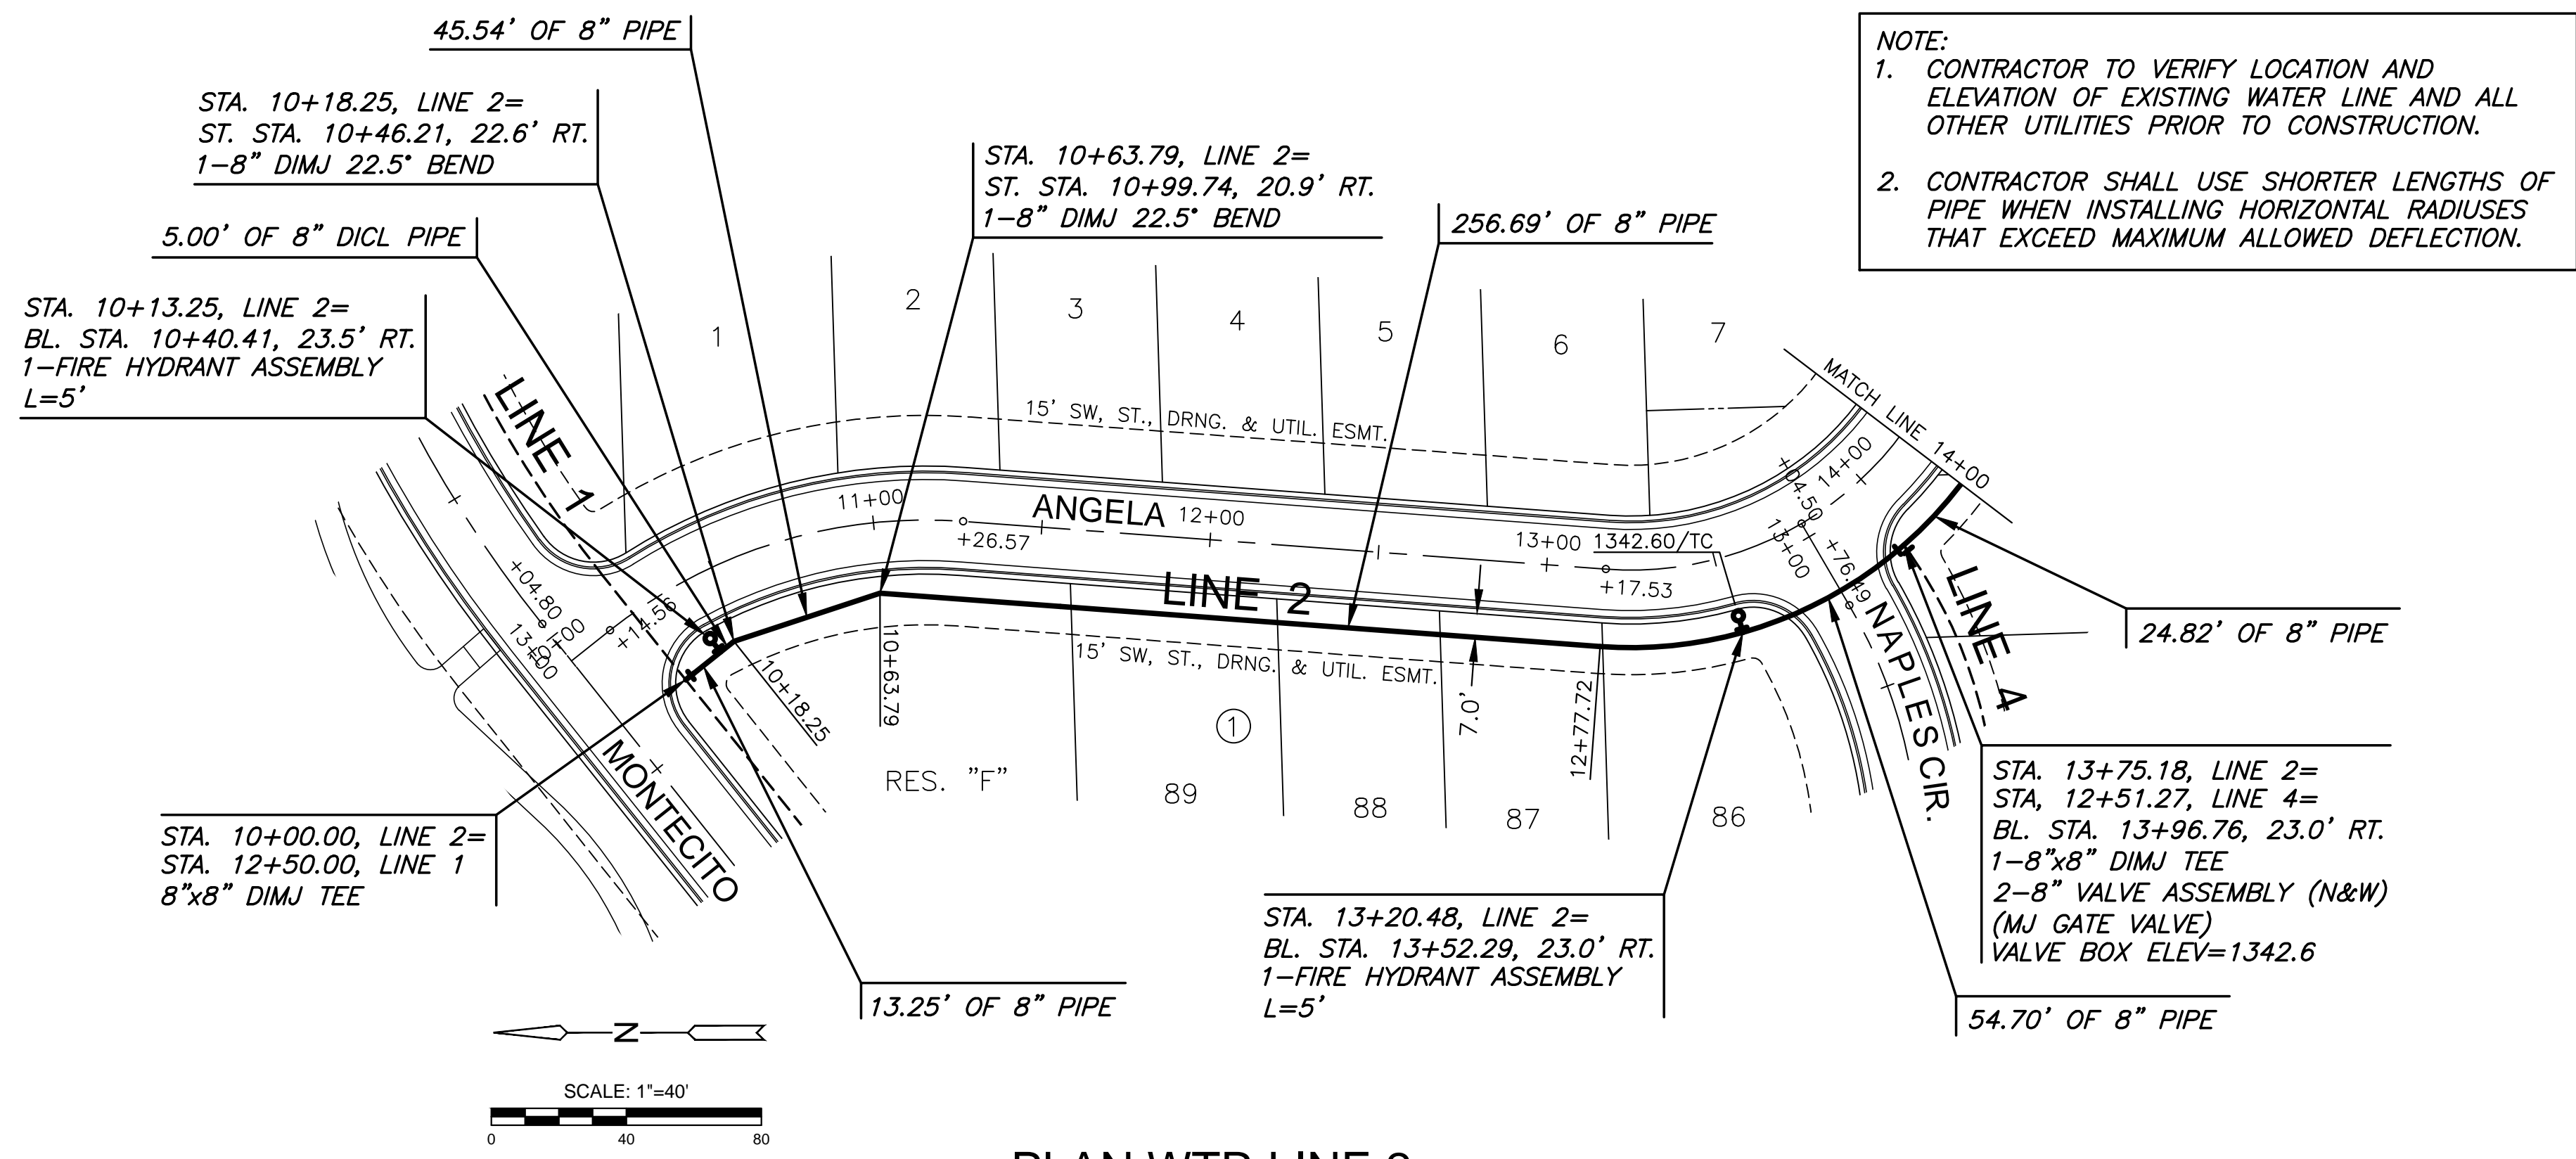 45.54' OF 8" PIPE
STA. 10+18.25, LINE 2=
ST. STA. 10+46.21, 22.6' RT.
1-8" DIMJ 22.5° BEND
5.00' OF 8" DICL PIPE
STA. 10+13.25, LINE 2=
BL. STA. 10+40.41, 23.5' RT.
1-FIRE HYDRANT ASSEMBLY
L=5'
STA. 10+63.79, LINE 2=
ST. STA. 10+99.74, 20.9' RT.
1-8" DIMJ 22.5° BEND
256.69' OF 8" PIPE
NOTE:
1. CONTRACTOR TO VERIFY LOCATION AND
ELEVATION OF EXISTING WATER LINE AND ALL
OTHER UTILITIES PRIOR TO CONSTRUCTION.
2. CONTRACTOR SHALL USE SHORTER LENGTHS OF
PIPE WHEN INSTALLING HORIZONTAL RADIUSES
THAT EXCEED MAXIMUM ALLOWED DEFLECTION.
1
2
3
4
5
6
7
LINE 1
15' SW, ST., DRNG. & UTIL. ESMT.
MATCH LINE 14+00
11+00
+26.57
ANGELA
12+00
13+00
1342.60/TC
+17.53
+04.50
14+00
13+00
+76.49
+04.80
13+00
10+00
+14.56
LINE 2
LINE 4
NAPLES CIR.
24.82' OF 8" PIPE
10+18.25
10+63.79
15' SW, ST., DRNG. & UTIL. ESMT.
7.0'
12+77.72
1
RES. "F"
89
88
87
86
MONTECITO
STA. 10+00.00, LINE 2=
STA. 12+50.00, LINE 1
8"x8" DIMJ TEE
13.25' OF 8" PIPE
STA. 13+20.48, LINE 2=
BL. STA. 13+52.29, 23.0' RT.
1-FIRE HYDRANT ASSEMBLY
L=5'
STA. 13+75.18, LINE 2=
STA, 12+51.27, LINE 4=
BL. STA. 13+96.76, 23.0' RT.
1-8"x8" DIMJ TEE
2-8" VALVE ASSEMBLY (N&W)
(MJ GATE VALVE)
VALVE BOX ELEV=1342.6
54.70' OF 8" PIPE
N
SCALE: 1"=40'
0 40 80